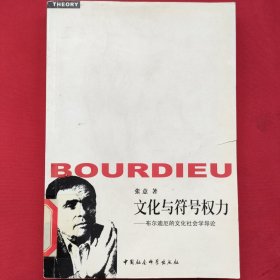 THEORY
BOURDIEU
张意 著
文化与符号权力
——布尔迪厄的文化社会学导论
中国社会科学出版社